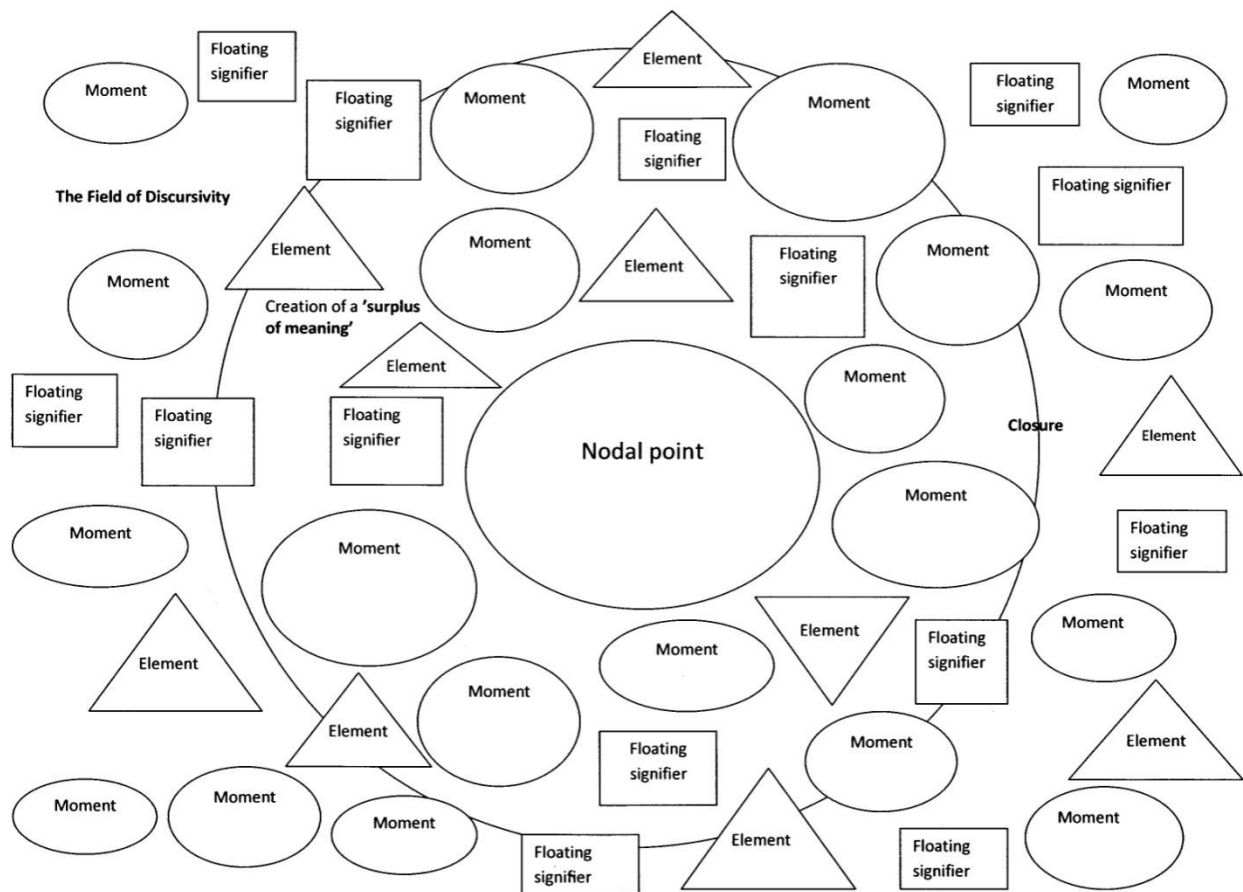 Floating
signifier
Element
Moment
Floating
signifier
Moment
Moment
Floating
signifier
Moment
Floating
signifier
The Field of Discursivity
Floating signifier
Element
Moment
Element
Floating
signifier
Moment
Moment
Moment
Creation of a 'surplus
of meaning'
Element
Moment
Floating
signifier
Floating
signifier
Floating
signifier
Nodal point
Closure
Element
Moment
Moment
Moment
Floating
signifier
Element
Moment
Element
Floating
signifier
Moment
Moment
Element
Moment
Floating
signifier
Element
Moment
Moment
Moment
Element
Floating
signifier
Floating
signifier
Moment